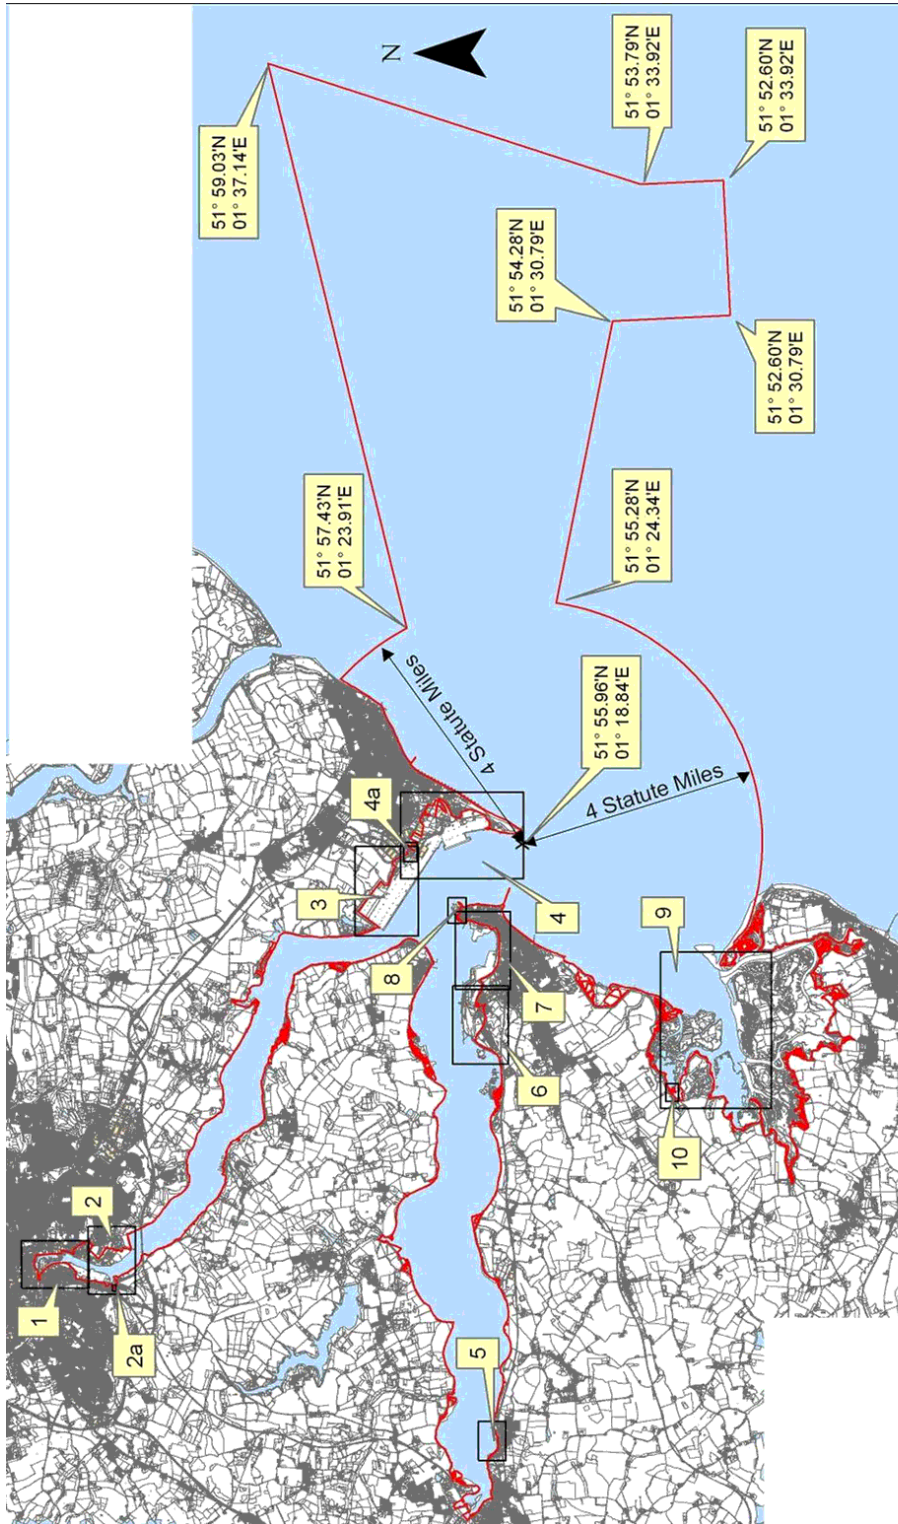 N
51° 59.03'N
01° 37.14'E
51° 53.79'N
01° 33.92'E
51° 52.60'N
01° 33.92'E
51° 54.28'N
01° 30.79'E
51° 52.60'N
01° 30.79'E
51° 57.43'N
01° 23.91'E
51° 55.28'N
01° 24.34'E
4 Statute Miles
51° 55.96'N
01° 18.84'E
4 Statute Miles
4a
3
4
8
7
9
6
10
2
1
2a
5